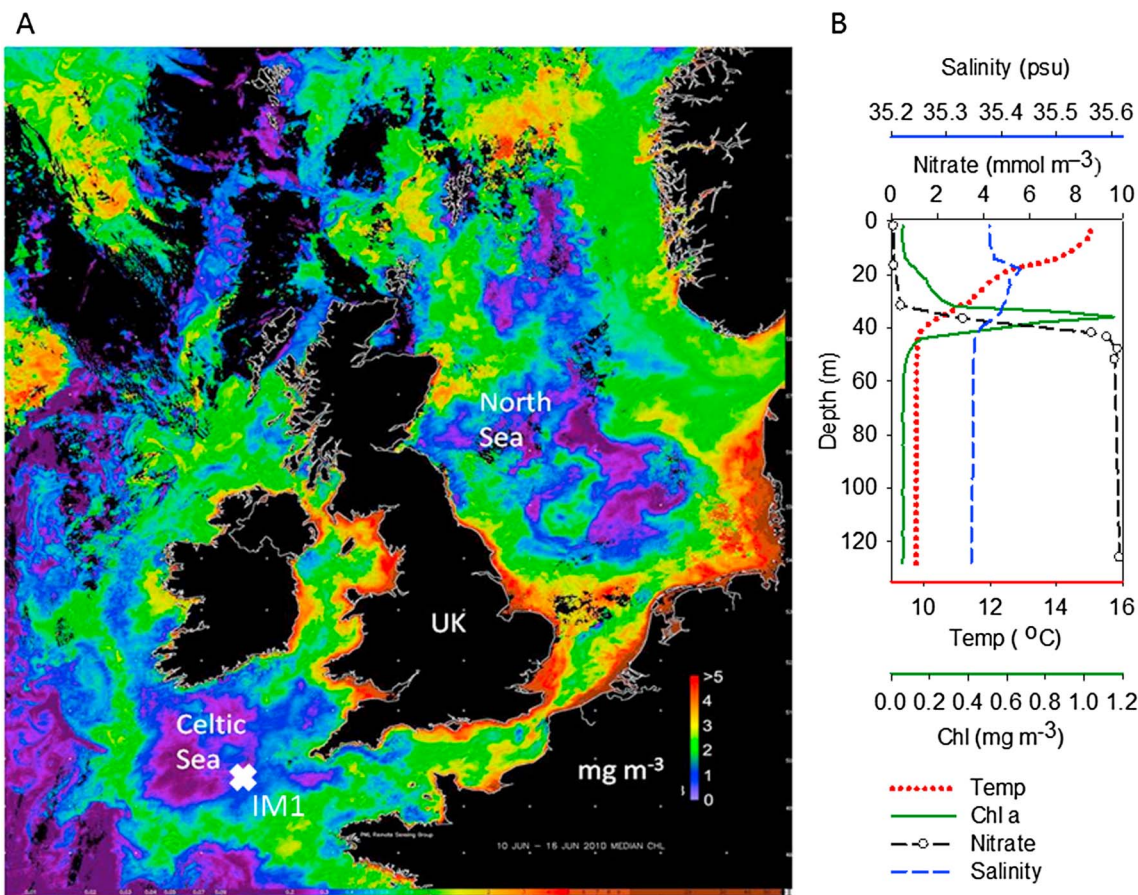 A
North
Sea
UK
Celtic
Sea
IM1
>5
4
3
2
1
0
mg m-3
PML Remote Sensing Group
10 JUN – 16 JUN 2010 MEDIAN CHL
B
Salinity (psu)
35.2 35.3 35.4 35.5 35.6
Nitrate (mmol m–3)
0 2 4 6 8 10
0
20
40
60
80
100
120
Depth (m)
10 12 14 16
Temp ( oC)
0.0 0.2 0.4 0.6 0.8 1.0 1.2
Chl (mg m-3)
Temp
Chl a
Nitrate
Salinity